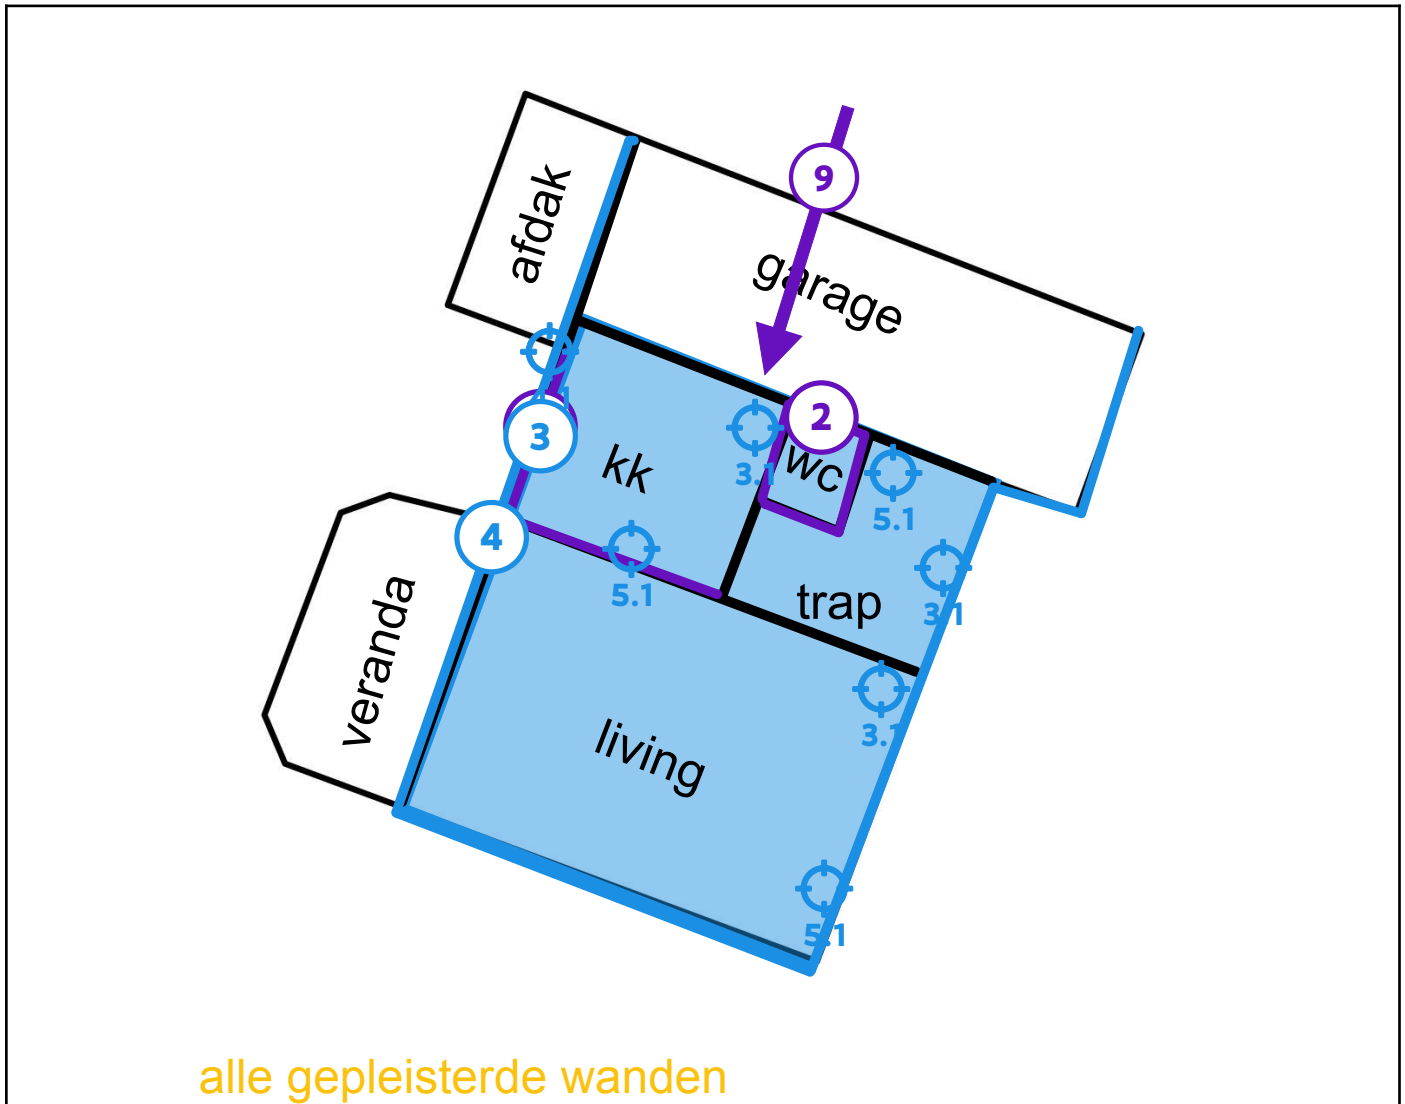 afdak
9
garage
3
kk
3.1
2
wc
5.1
4
5.1
trap
3.1
veranda
living
3.1
5.1
alle gepleisterde wanden